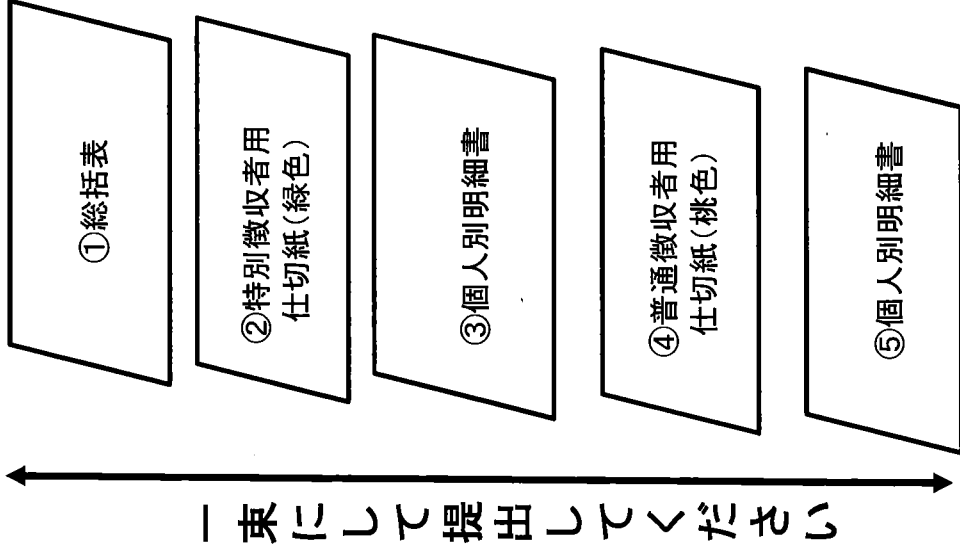 ①総括表
②特別徴収者用
仕切紙(緑色)
③個人別明細書
④普通徴収者用
仕切紙(桃色)
⑤個人別明細書
一束にして提出してください